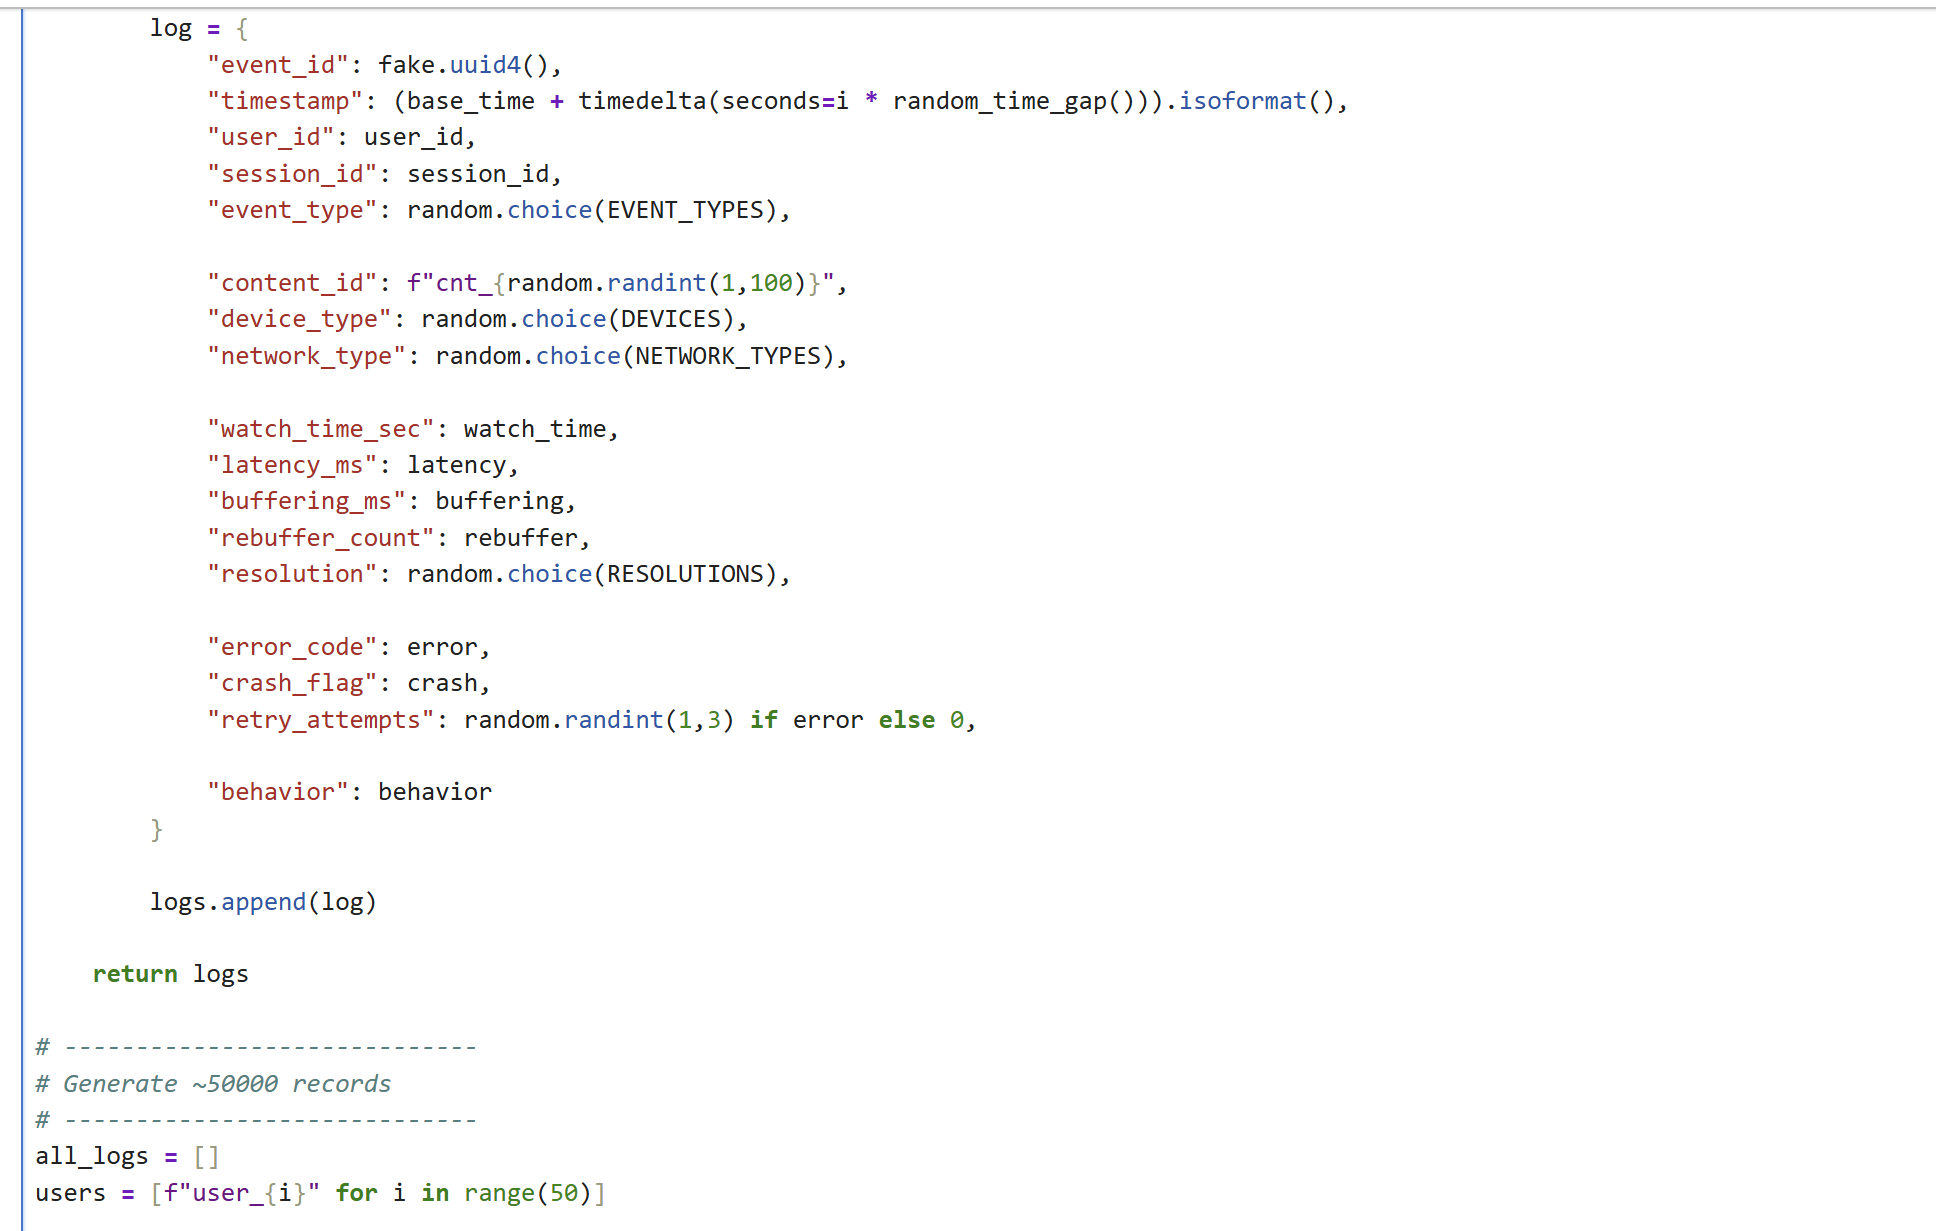 log = {
"event_id": fake.uuid4(),
"timestamp": (base_time + timedelta(seconds=i * random_time_gap())).isoformat(),
"user_id": user_id,
"session_id": session_id,
"event_type": random.choice(EVENT_TYPES),
"content_id": f"cnt_{random.randint(1,100)}",
"device_type": random.choice(DEVICES),
"network_type": random.choice(NETWORK_TYPES),
"watch_time_sec": watch_time,
"latency_ms": latency,
"buffering_ms": buffering,
"rebuffer_count": rebuffer,
"resolution": random.choice(RESOLUTIONS),
"error_code": error,
"crash_flag": crash,
"retry_attempts": random.randint(1,3) if error else 0,
"behavior": behavior
}
logs.append(log)
return logs
# -----------------------------
# Generate ~50000 records
# -----------------------------
all_logs = []
users = [f"user_{i}" for i in range(50)]